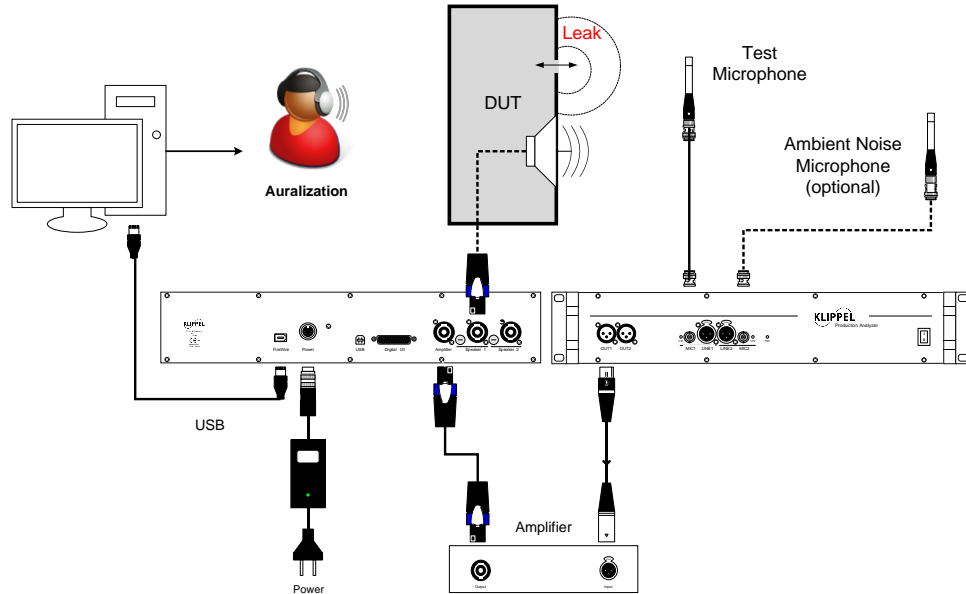 Leak
DUT
Test
Microphone
Ambient Noise
Microphone
(optional)
Auralization
KLIPPEL
FireWire
Power
USB
Digital I/O
Amplifier
Speaker 1
Speaker 2
KLIPPEL
Production Analyzer
OUT1
OUT2
MIC1
LINE1
LINE2
MIC2
USB
Amplifier
Output
Input
Power